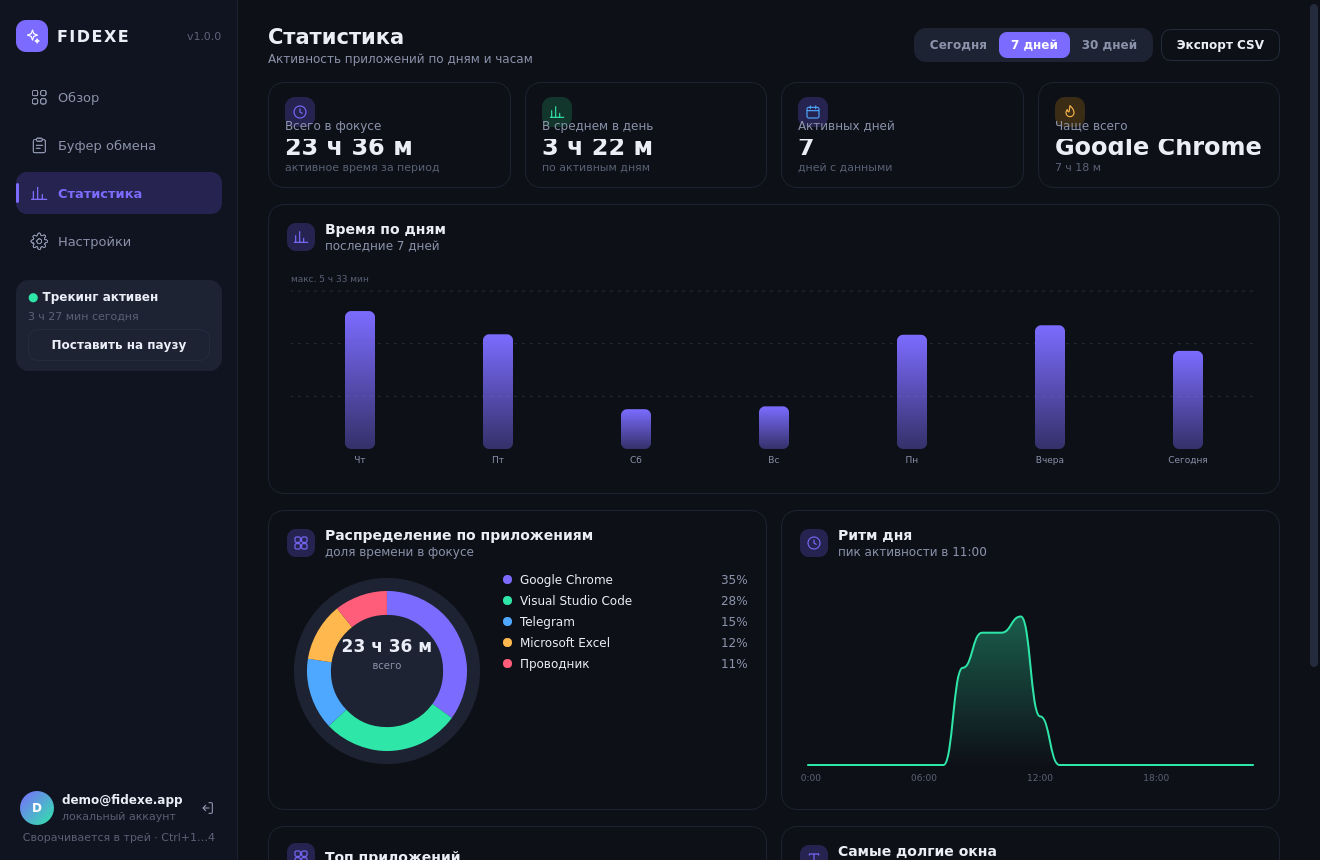 FIDEXE
v1.0.0
Обзор
Буфер обмена
Статистика
Настройки
Трекинг активен
3 ч 27 мин сегодня
Поставить на паузу
demo@fidexe.app
D
локальный аккаунт
Сворачивается в трей · Ctrl+1…4
Статистика
Активность приложений по дням и часам
Сегодня
7 дней
30 дней
Экспорт CSV
Всего в фокусе
23 ч 36 м
активное время за период
В среднем в день
3 ч 22 м
по активным дням
Активных дней
7
дней с данными
Чаще всего
Google Chrome
7 ч 18 м
Время по дням
последние 7 дней
макс. 5 ч 33 мин
Чт
Пт
Сб
Вс
Пн
Вчера
Сегодня
Распределение по приложениям
доля времени в фокусе
23 ч 36 м
всего
Google Chrome 35%
Visual Studio Code 28%
Telegram 15%
Microsoft Excel 12%
Проводник 11%
Ритм дня
пик активности в 11:00
0:00
06:00
12:00
18:00
Топ приложений
Самые долгие окна